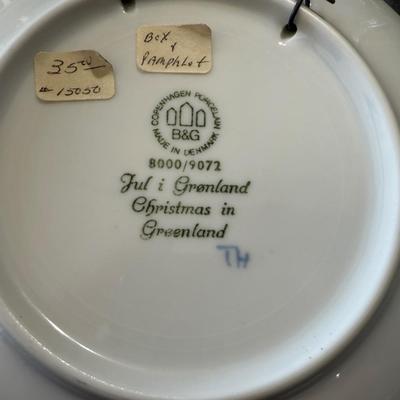 35.00
# 15050
Box
&
Pamphlet
COPENHAGEN PORCELAIN
MADE IN DENMARK
B&G
8000/9072
Jul i Grønland
Christmas in
Greenland
TH